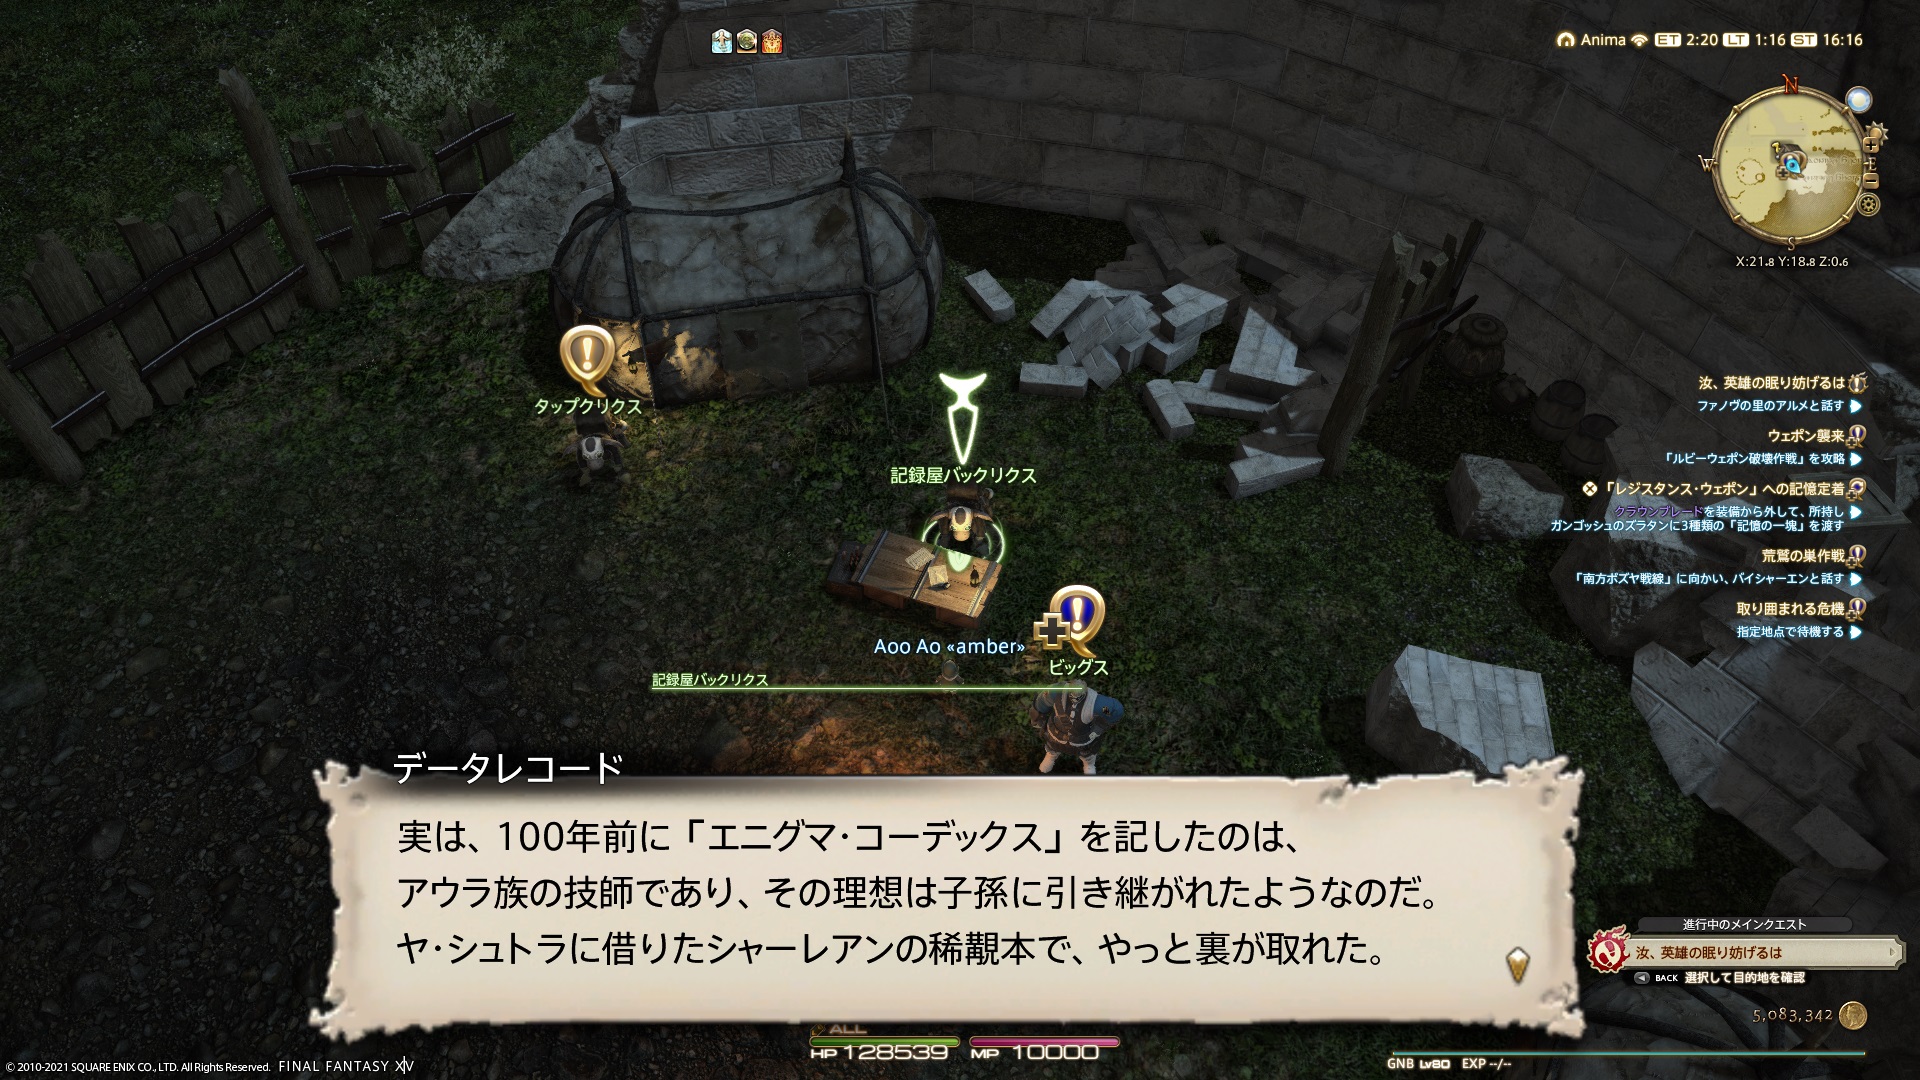 Anima ET 2:20 LT 1:16 ST 16:16
N
W
E
S
X:21.8 Y:18.8 Z:0.6
汝、英雄の眠り妨げるは
ファノヴの里のアルメと話す
ウェポン襲来
「ルビーウェポン破壊作戦」を攻略
「レジスタンス・ウェポン」への記憶定着
クラウンブレードを装備から外して、所持し
ガンゴッシュのズラタンに3種類の「記憶の一塊」を渡す
荒鷲の巣作戦
「南方ボズヤ戦線」に向かい、バイシャーエンと話す
取り囲まれる危機
指定地点で待機する
タップクリクス
記録屋バックリクス
Aoo Ao «amber»
ビッグス
記録屋バックリクス
データレコード
実は、100年前に「エニグマ・コーデックス」を記したのは、
アウラ族の技師であり、その理想は子孫に引き継がれたようなのだ。
ヤ・シュトラに借りたシャーレアンの稀覯本で、やっと裏が取れた。
進行中のメインクエスト
汝、英雄の眠り妨げるは
BACK 選択して目的地を確認
5,083,342
ALL
HP 128539 MP 10000
GNB Lv80 EXP --/--
© 2010-2021 SQUARE ENIX CO., LTD. All Rights Reserved. FINAL FANTASY XIV